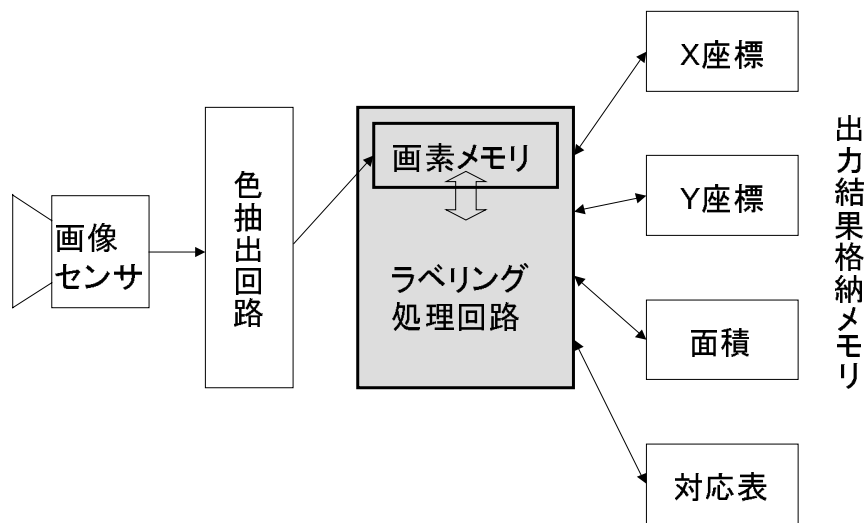 画像
センサ
色抽出回路
画素メモリ
ラベリング
処理回路
X座標
Y座標
面積
対応表
出力結果格納メモリ